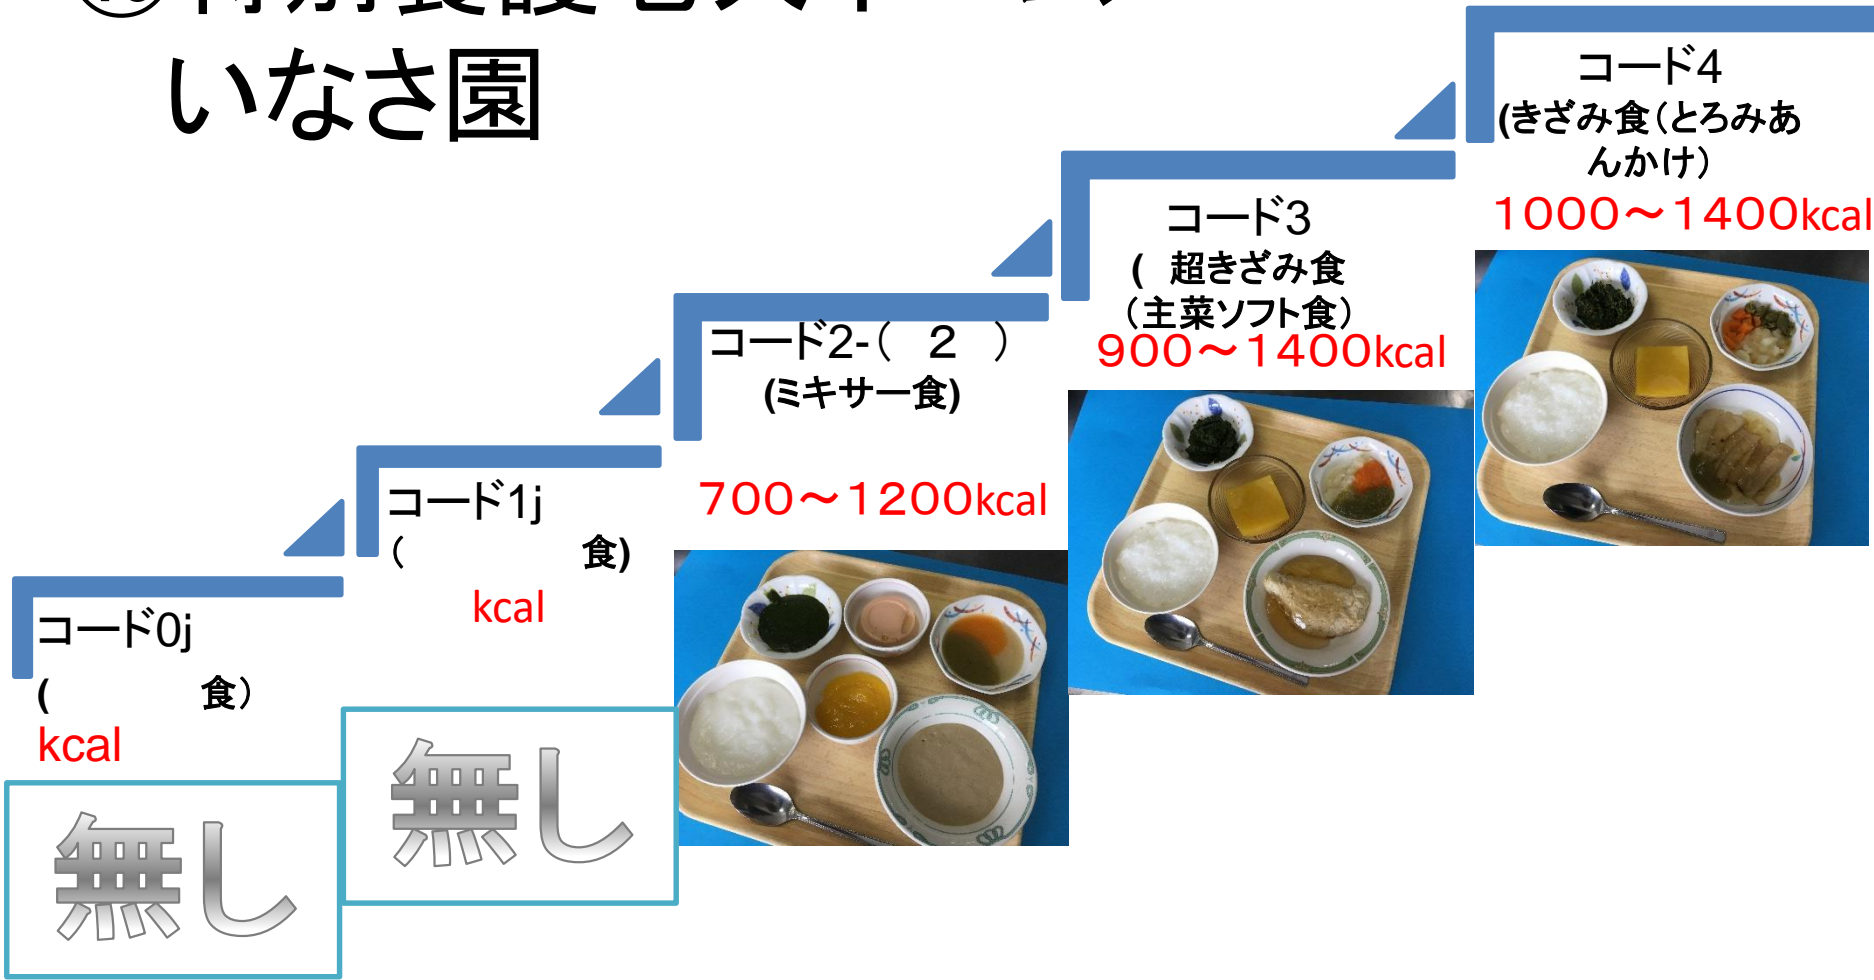 いなさ園
コード4
(きざみ食（とろみあ
んかけ）
1000～1400kcal
コード3
( 超きざみ食
（主菜ソフト食）
900～1400kcal
コード2-（ 2 ）
(ミキサー食)
700～1200kcal
コード1j
（ 食)
kcal
コード0j
( 食）
kcal
無し
無し